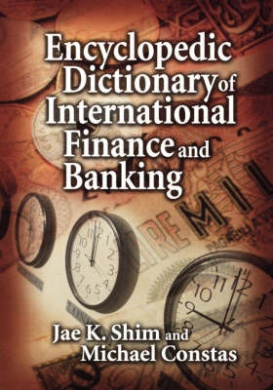 Encyclopedic
Dictionary of
International
Finance and
Banking
Jae K. Shim and
Michael Constas